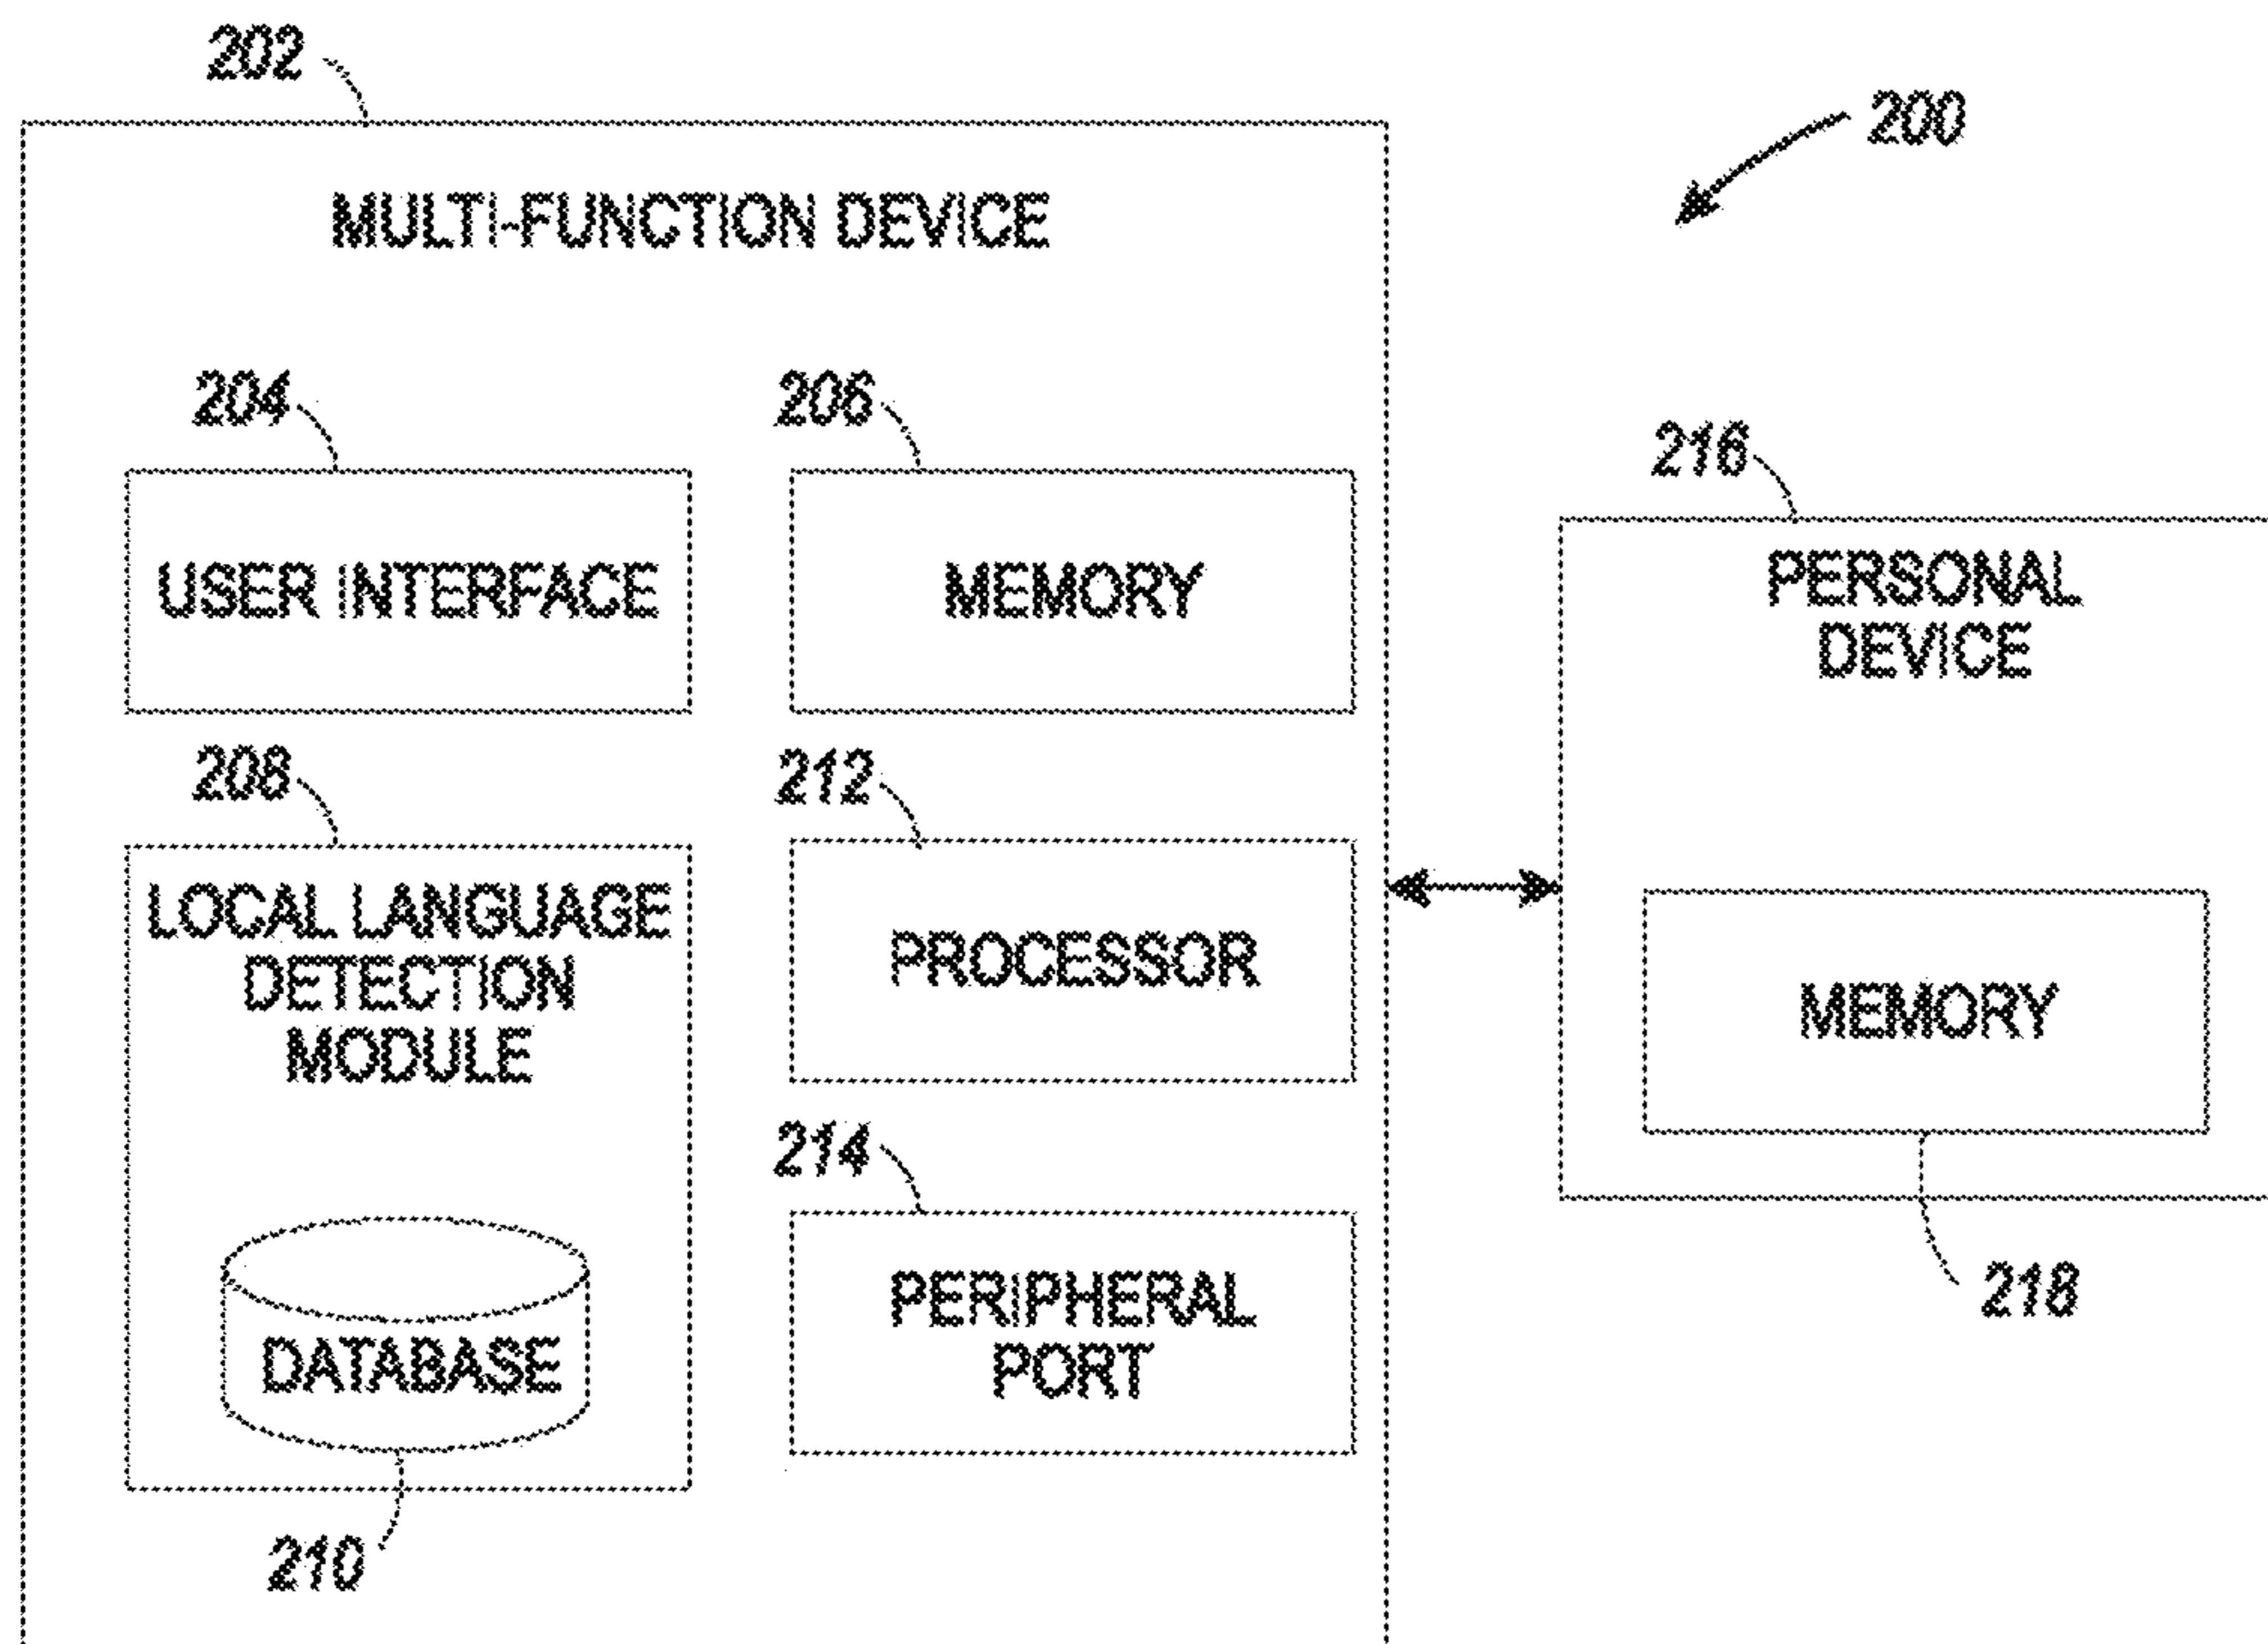 202
200
MULTI-FUNCTION DEVICE
204
206
216
USER INTERFACE
MEMORY
PERSONAL
DEVICE
208
212
LOCAL LANGUAGE
DETECTION
MODULE
PROCESSOR
MEMORY
214
PERIPHERAL
PORT
218
DATABASE
210